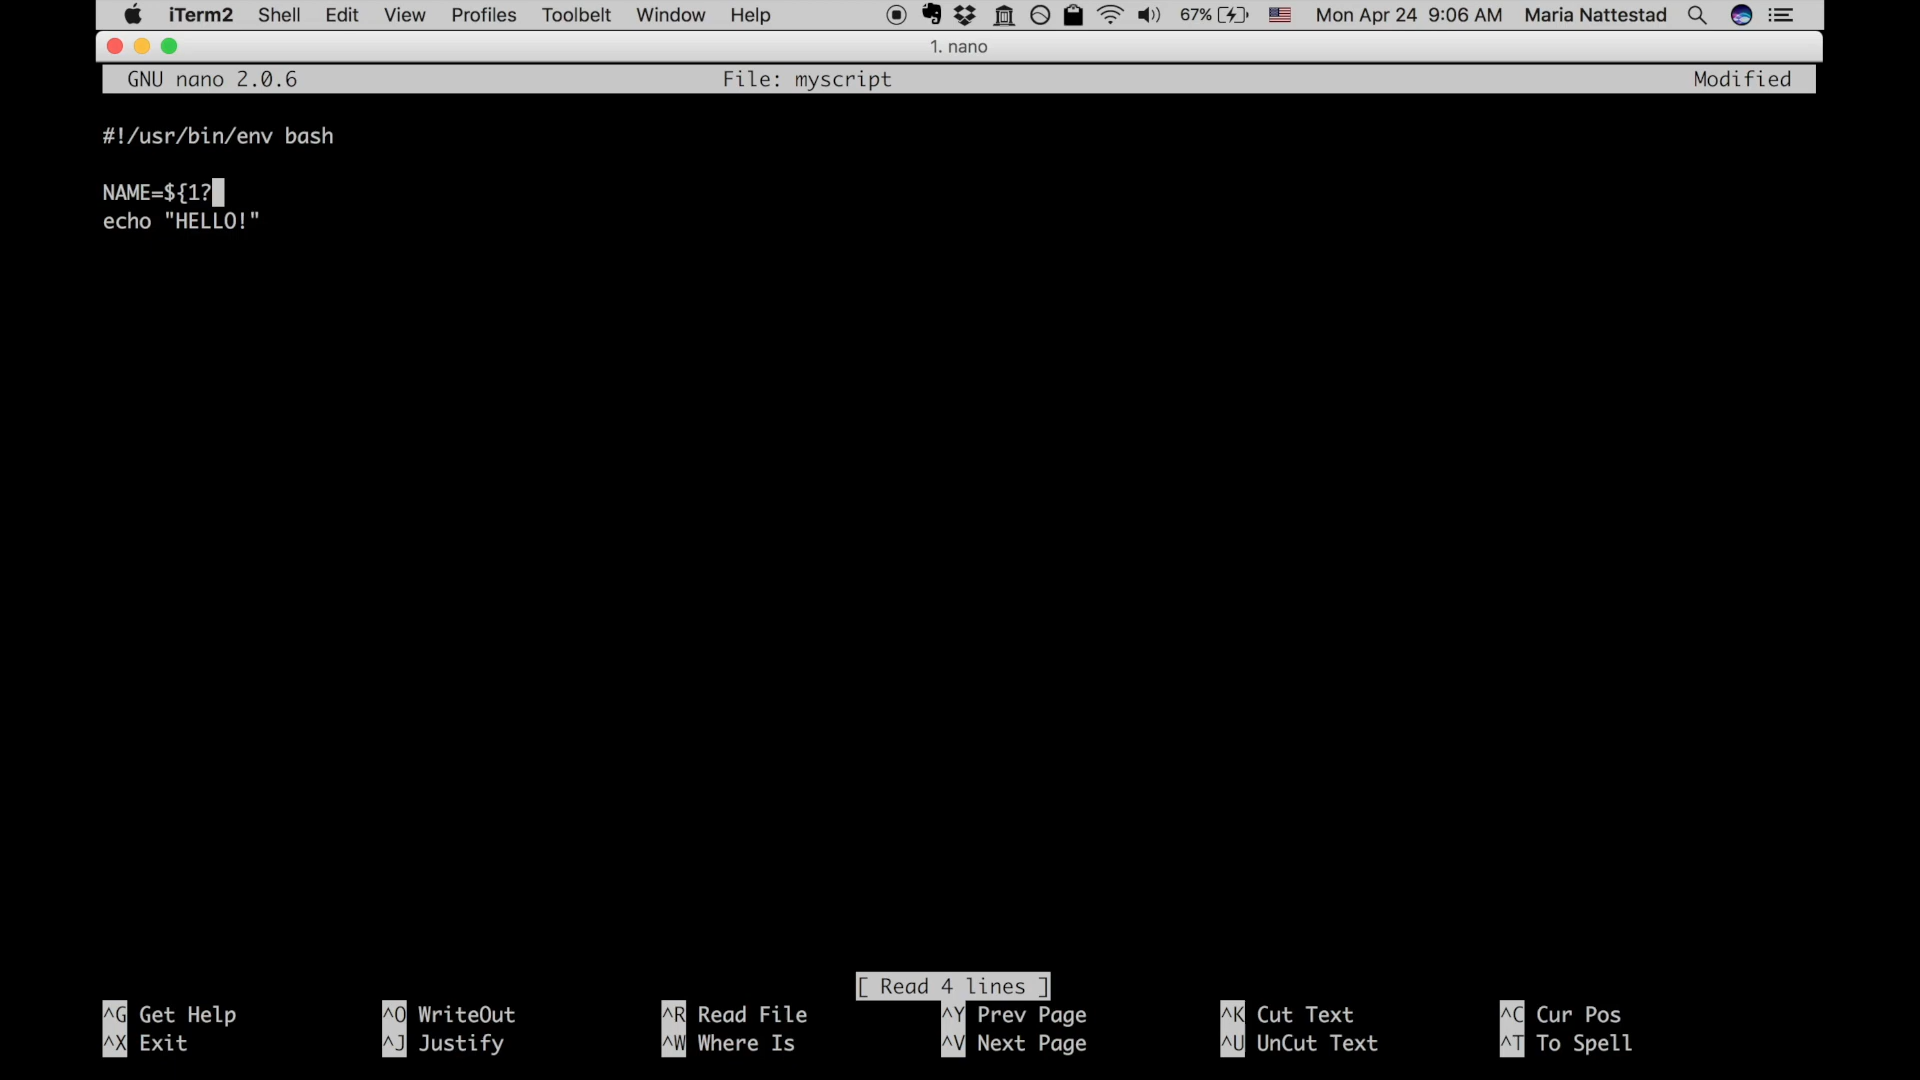 iTerm2 Shell Edit View Profiles Toolbelt Window Help 67% Mon Apr 24 9:06 AM Maria Nattestad
1. nano
GNU nano 2.0.6 File: myscript Modified
#!/usr/bin/env bash
NAME=${1?
echo "HELLO!"
[ Read 4 lines ]
^G Get Help ^O WriteOut ^R Read File ^Y Prev Page ^K Cut Text ^C Cur Pos
^X Exit ^J Justify ^W Where Is ^V Next Page ^U UnCut Text ^T To Spell